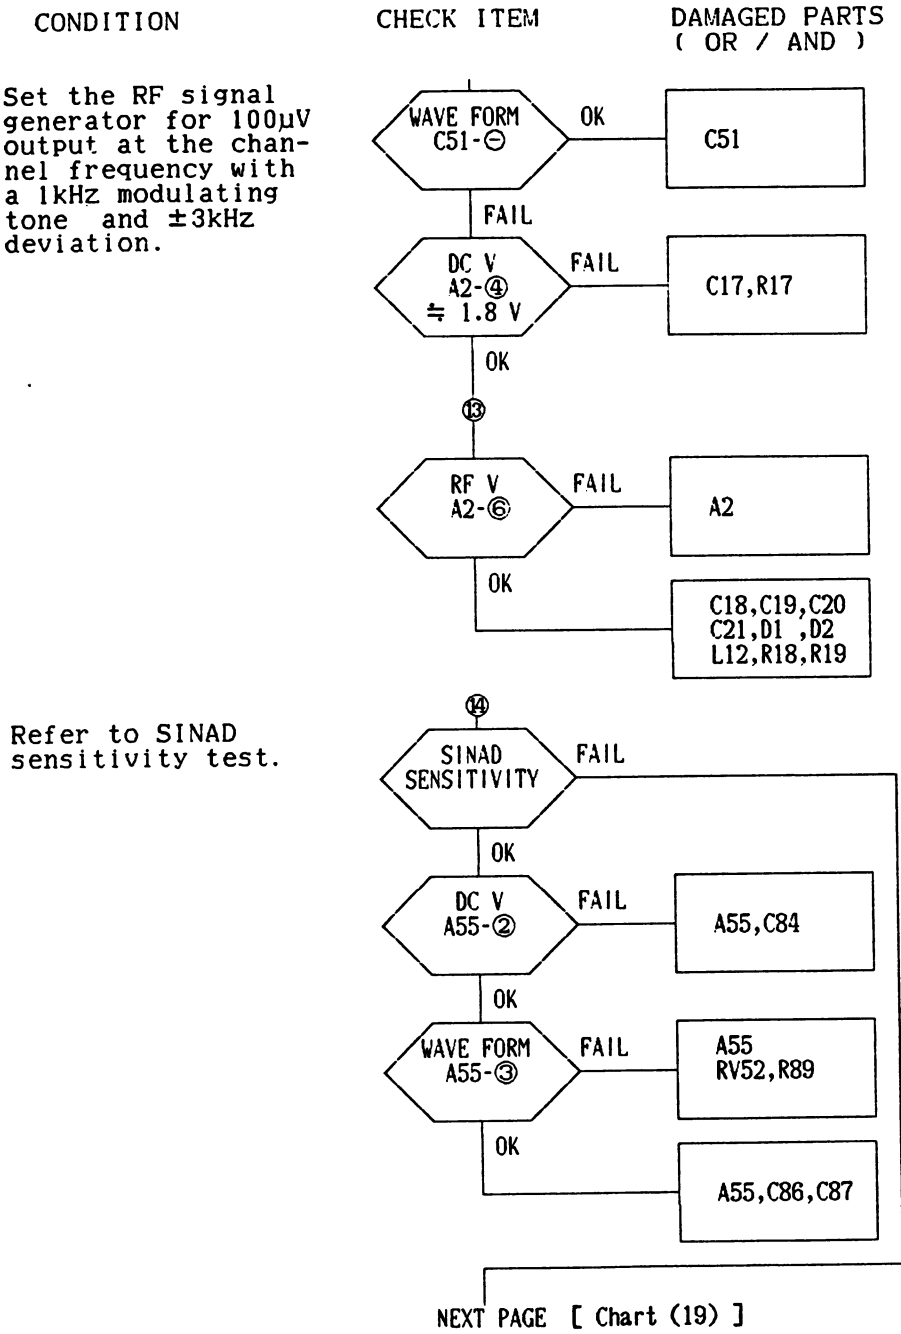 CONDITION
CHECK ITEM
DAMAGED PARTS
( OR / AND )
Set the RF signal
generator for 100µV
output at the chan-
nel frequency with
a 1kHz modulating
tone and ±3kHz
deviation.
WAVE FORM
C51-⊖
OK
C51
FAIL
DC V
A2-④
≒ 1.8 V
FAIL
C17,R17
OK
⑬
RF V
A2-⑥
FAIL
A2
OK
C18,C19,C20
C21,D1 ,D2
L12,R18,R19
⑭
Refer to SINAD
sensitivity test.
SINAD
SENSITIVITY
FAIL
OK
DC V
A55-②
FAIL
A55,C84
OK
WAVE FORM
A55-③
FAIL
A55
RV52,R89
OK
A55,C86,C87
NEXT PAGE [ Chart (19) ]